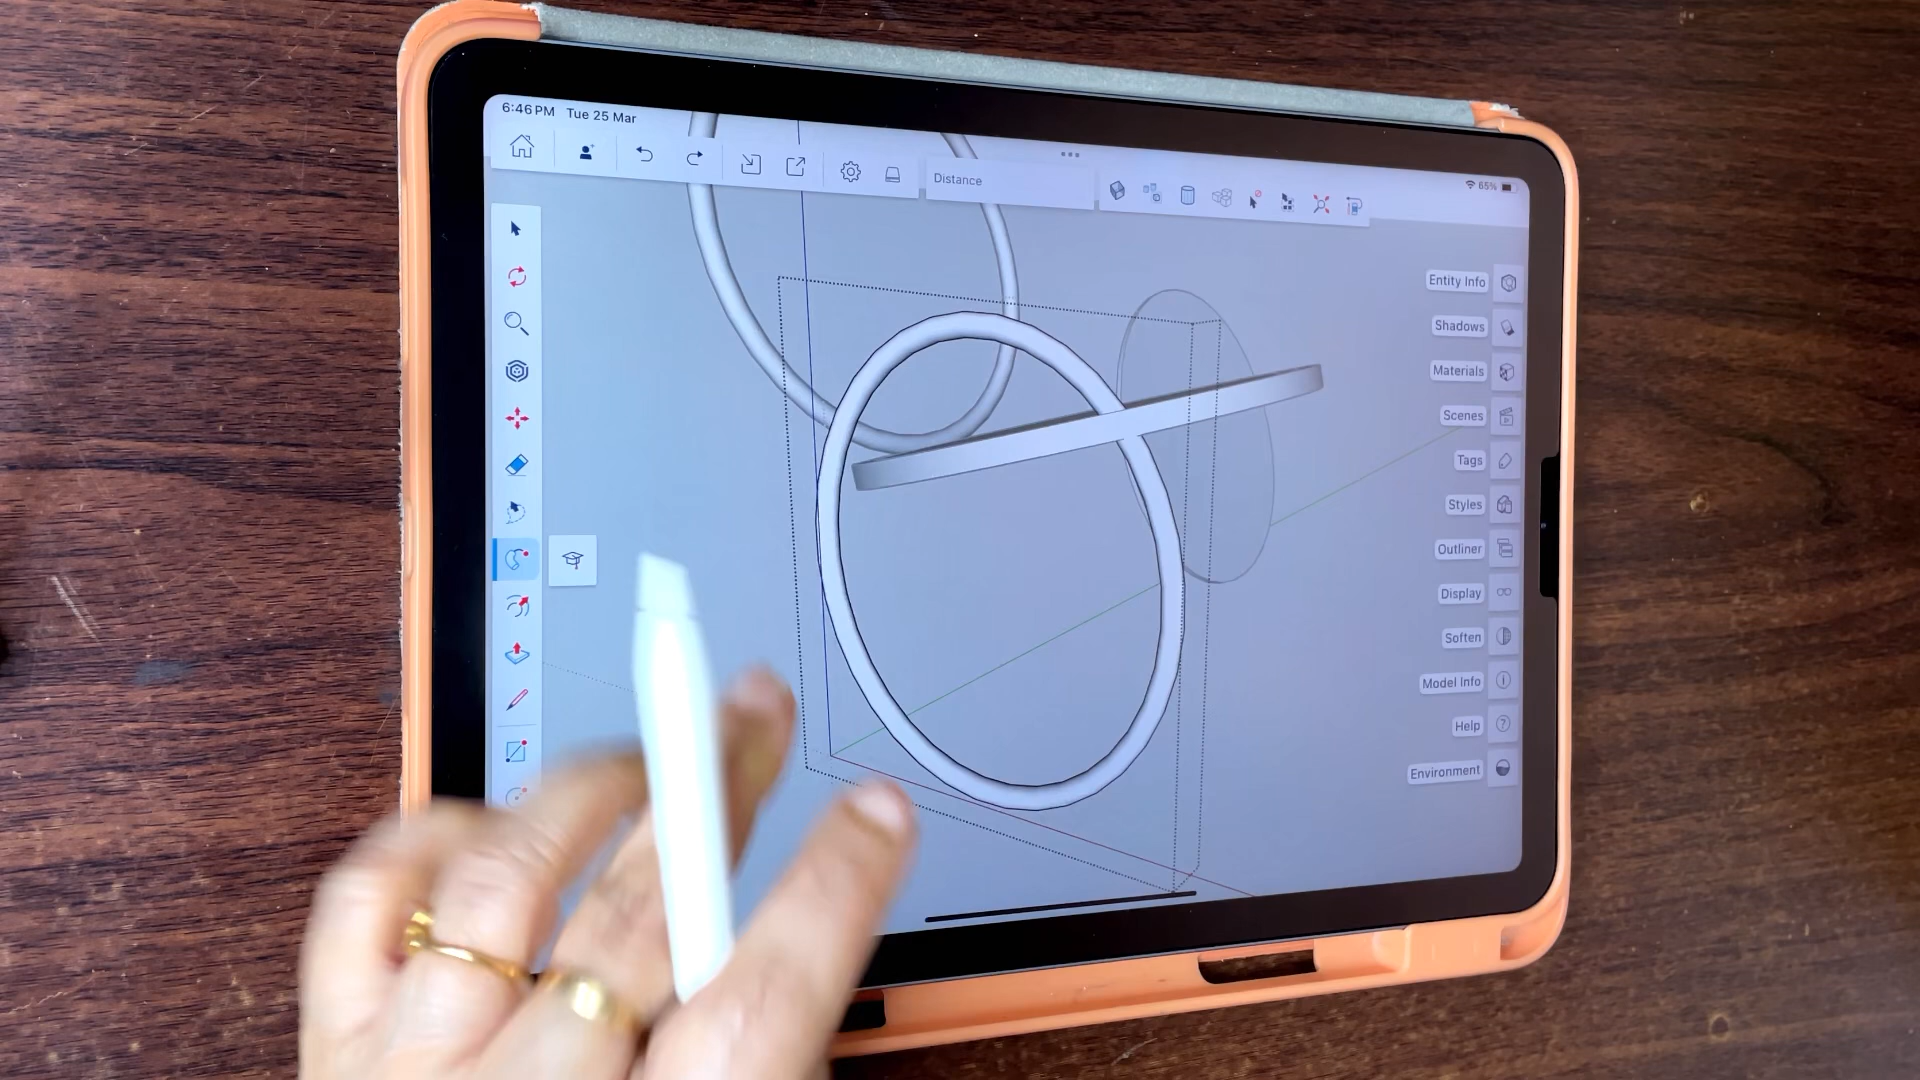 6:46 PM Tue 25 Mar
65%
Distance
Entity Info
Shadows
Materials
Scenes
Tags
Styles
Outliner
Display
Soften
Model Info
Help
Environment